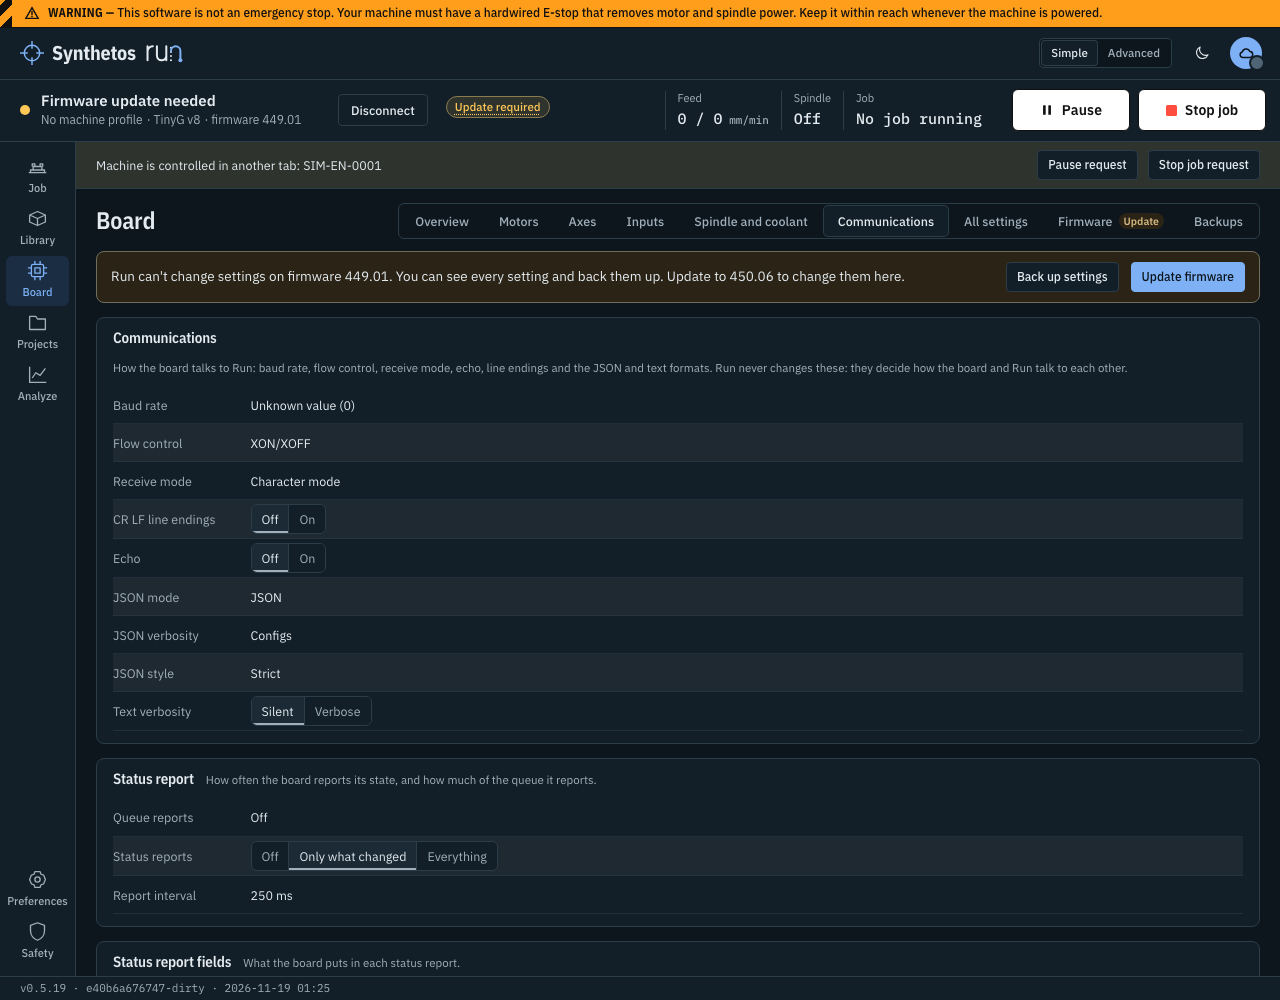 WARNING — This software is not an emergency stop. Your machine must have a hardwired E-stop that removes motor and spindle power. Keep it within reach whenever the machine is powered.
Synthetos run
Simple Advanced
Firmware update needed
No machine profile · TinyG v8 · firmware 449.01
Disconnect
Update required
Feed
0 / 0 mm/min
Spindle
Off
Job
No job running
Pause
Stop job
Machine is controlled in another tab: SIM-EN-0001
Pause request
Stop job request
Job
Library
Board
Projects
Analyze
Preferences
Safety
Board
Overview Motors Axes Inputs Spindle and coolant Communications All settings Firmware Update Backups
Run can't change settings on firmware 449.01. You can see every setting and back them up. Update to 450.06 to change them here.
Back up settings
Update firmware
Communications
How the board talks to Run: baud rate, flow control, receive mode, echo, line endings and the JSON and text formats. Run never changes these: they decide how the board and Run talk to each other.
Baud rate Unknown value (0)
Flow control XON/XOFF
Receive mode Character mode
CR LF line endings Off On
Echo Off On
JSON mode JSON
JSON verbosity Configs
JSON style Strict
Text verbosity Silent Verbose
Status report How often the board reports its state, and how much of the queue it reports.
Queue reports Off
Status reports Off Only what changed Everything
Report interval 250 ms
Status report fields What the board puts in each status report.
v0.5.19 · e40b6a676747-dirty · 2026-11-19 01:25